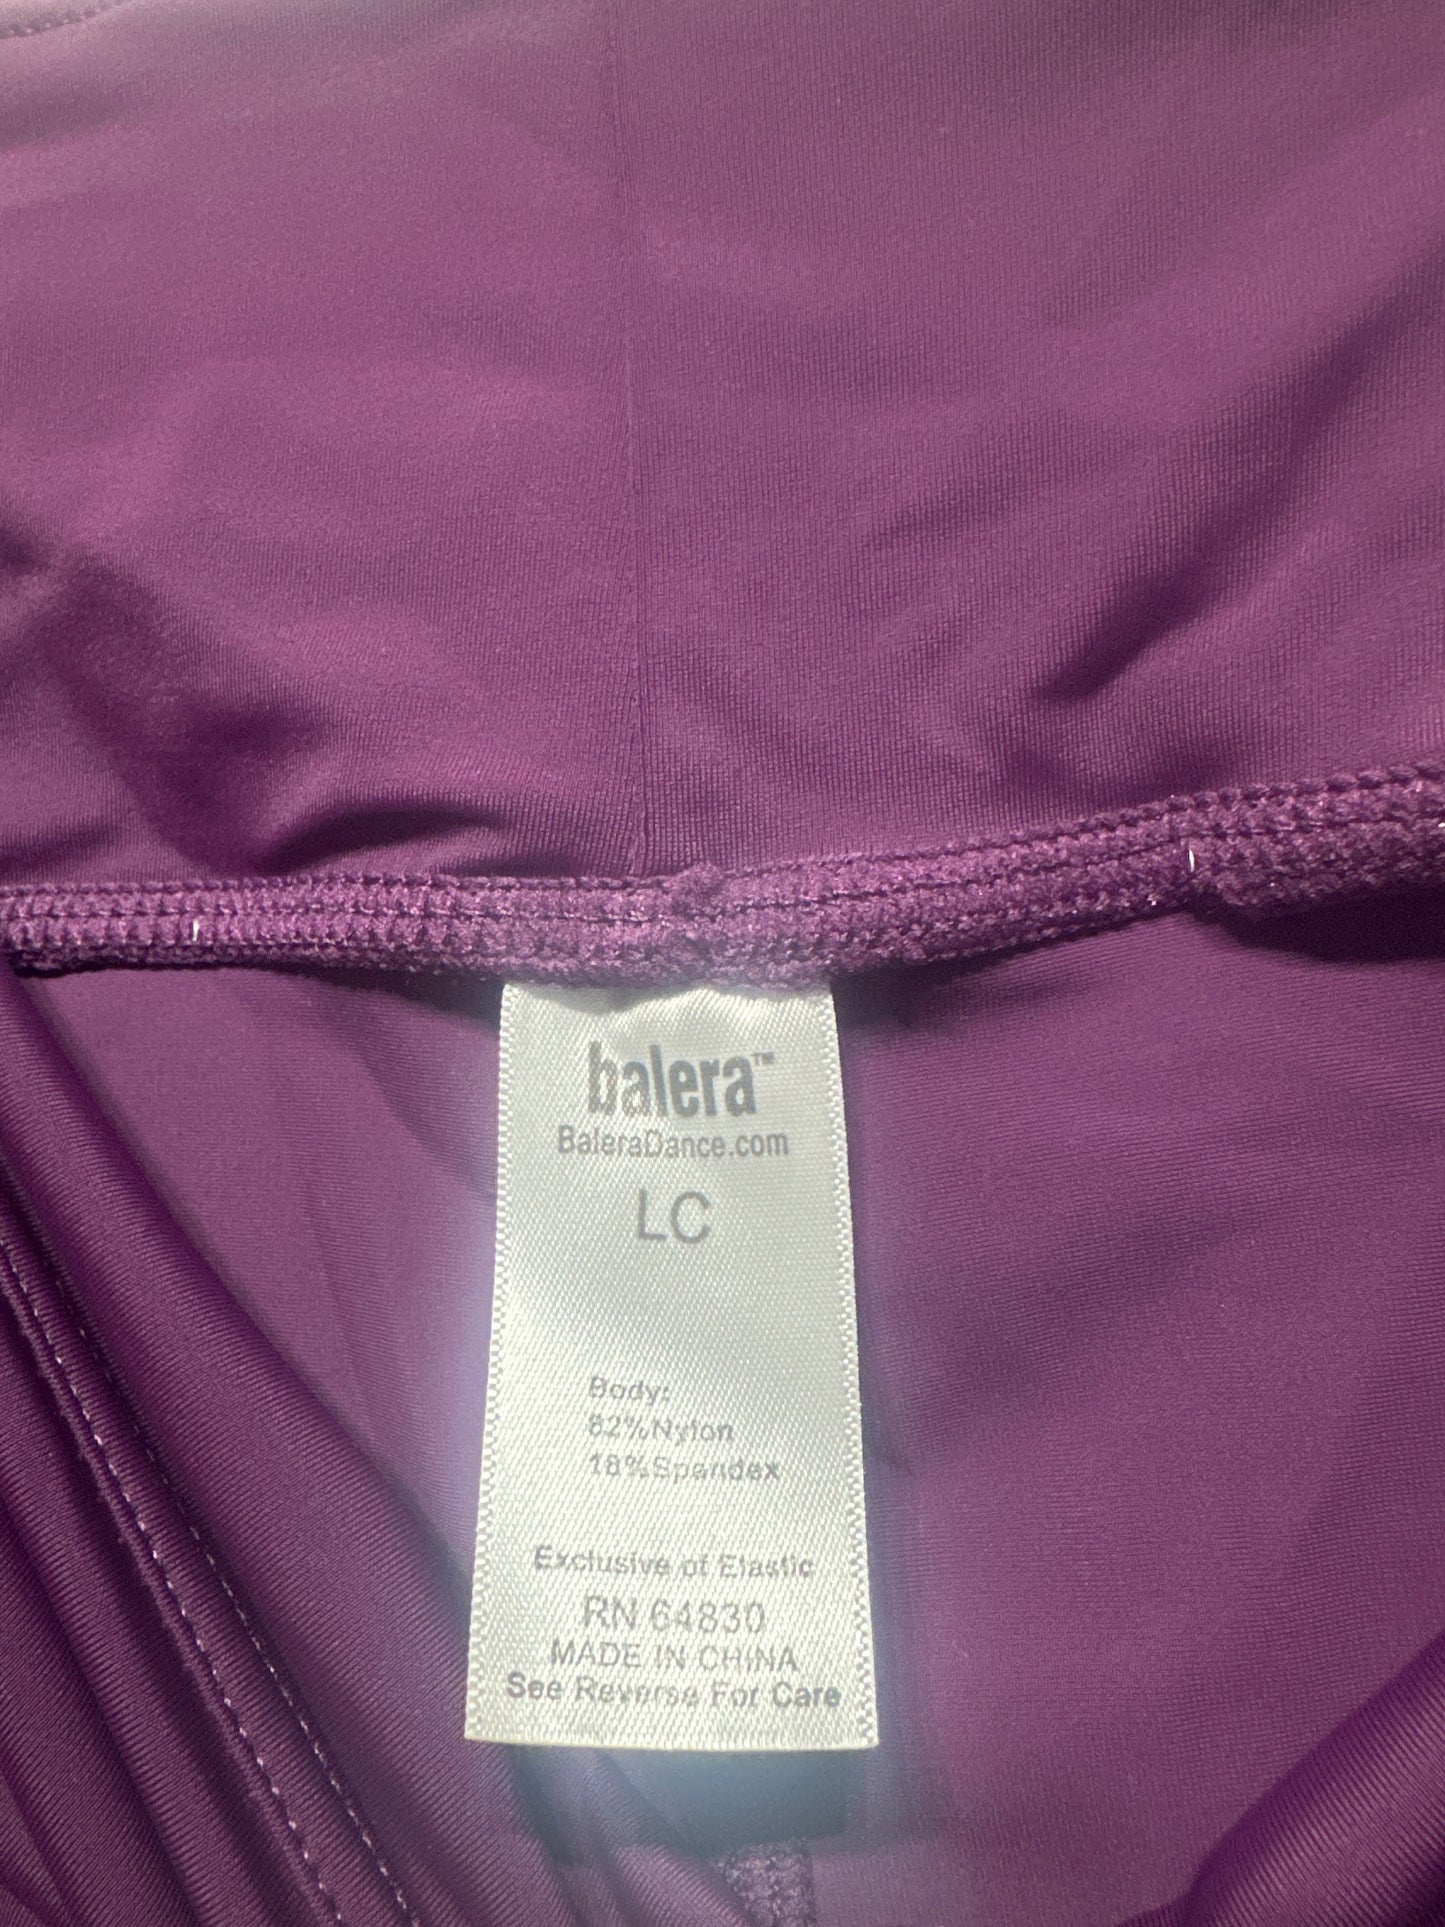 balera™
BaleraDance.com
LC
Body:
82%Nylon
18%Spandex
Exclusive of Elastic
RN 64830
MADE IN CHINA
See Reverse For Care